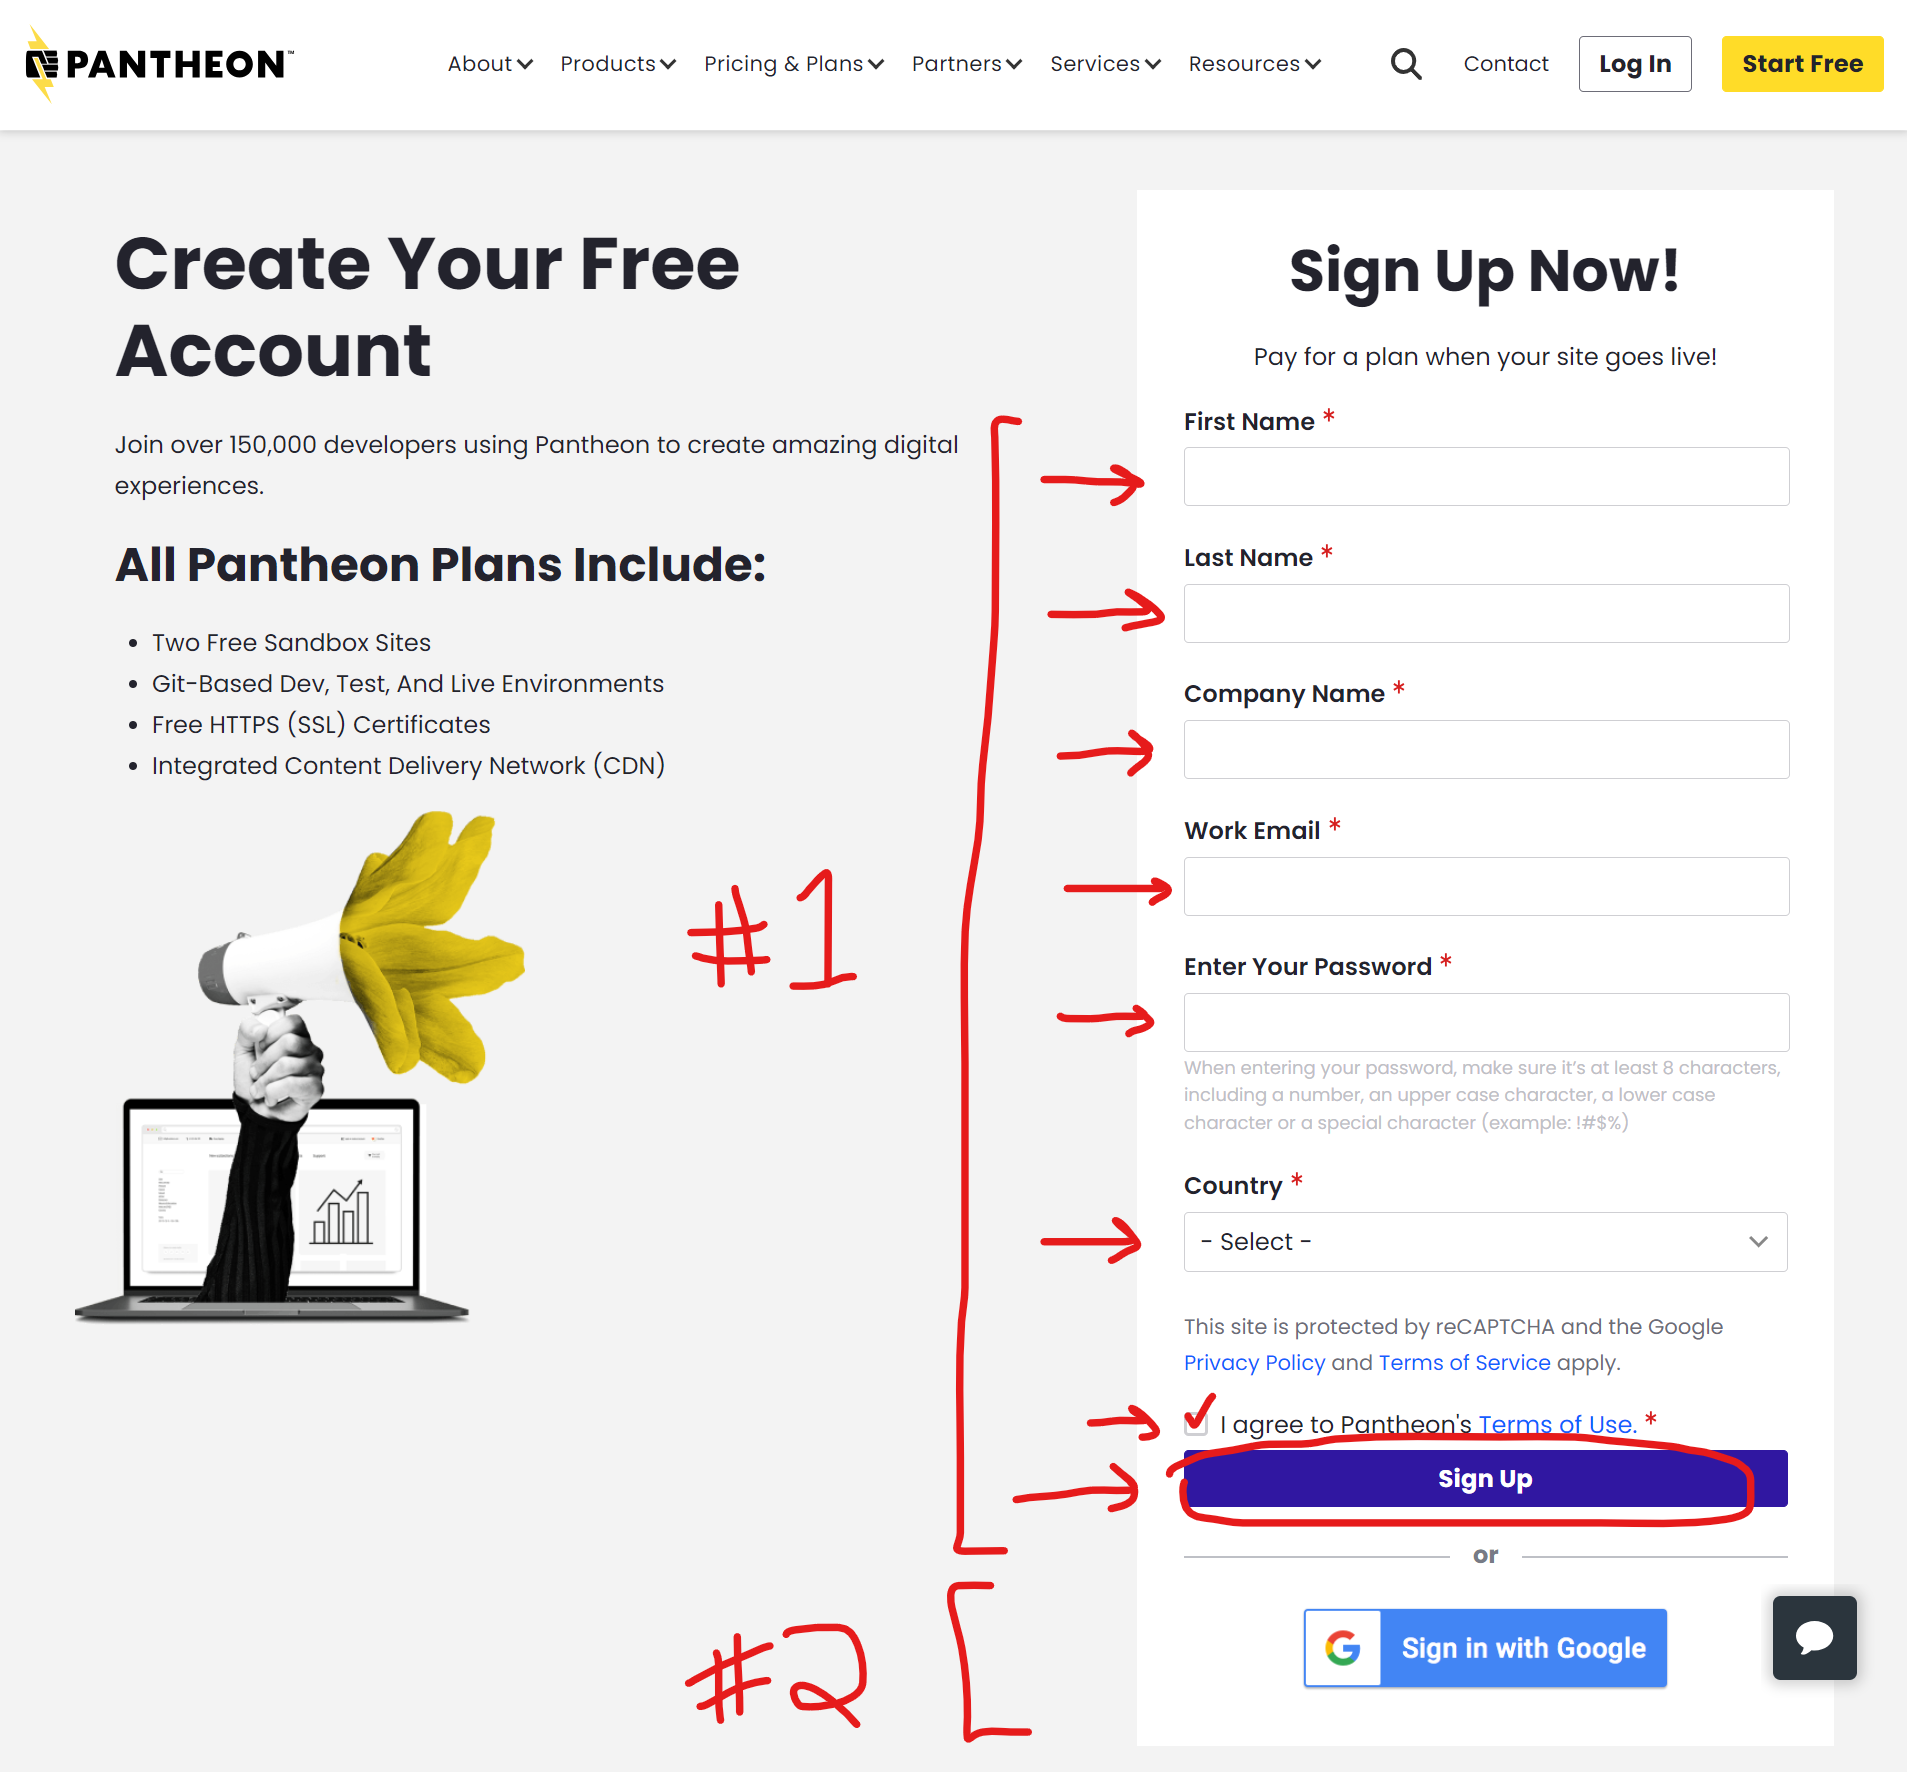 PANTHEON™
About
Products
Pricing & Plans
Partners
Services
Resources
Contact
Log In
Start Free
Create Your Free
Account
Join over 150,000 developers using Pantheon to create amazing digital
experiences.
All Pantheon Plans Include:
• Two Free Sandbox Sites
• Git-Based Dev, Test, And Live Environments
• Free HTTPS (SSL) Certificates
• Integrated Content Delivery Network (CDN)
#1
#2
Sign Up Now!
Pay for a plan when your site goes live!
First Name *
Last Name *
Company Name *
Work Email *
Enter Your Password *
When entering your password, make sure it’s at least 8 characters,
including a number, an upper case character, a lower case
character or a special character (example: !#$%)
Country *
- Select -
This site is protected by reCAPTCHA and the Google
Privacy Policy and Terms of Service apply.
I agree to Pantheon's Terms of Use. *
Sign Up
or
Sign in with Google